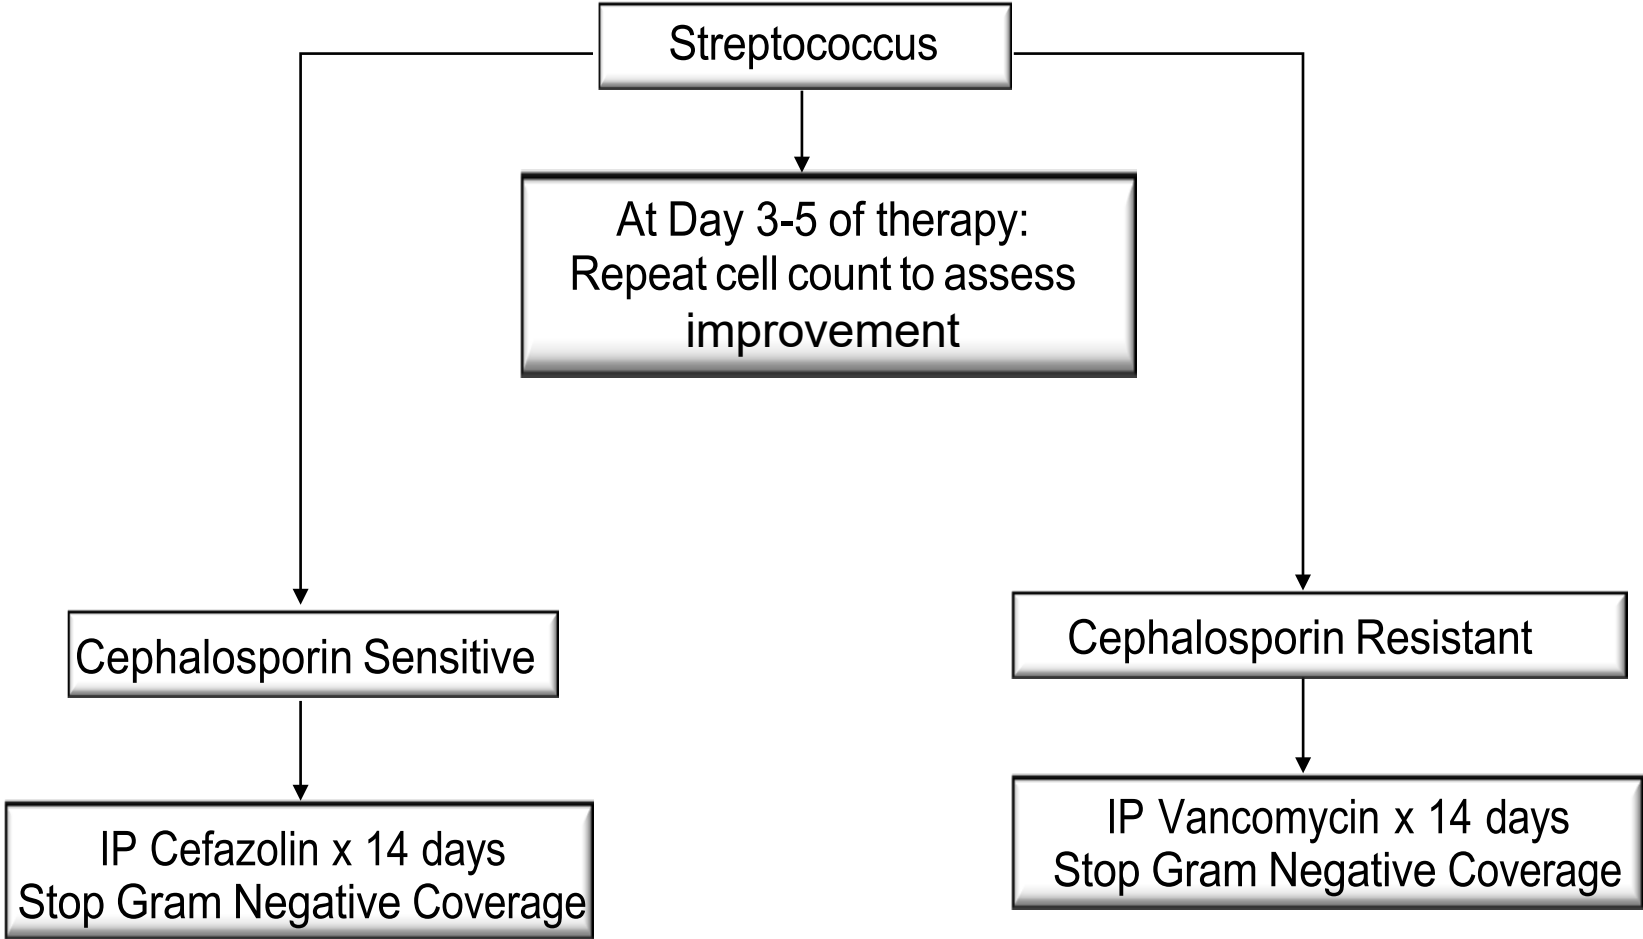 Streptococcus
At Day 3-5 of therapy:
Repeat cell count to assess
improvement
Cephalosporin Sensitive
Cephalosporin Resistant
IP Cefazolin x 14 days
Stop Gram Negative Coverage
IP Vancomycin x 14 days
Stop Gram Negative Coverage